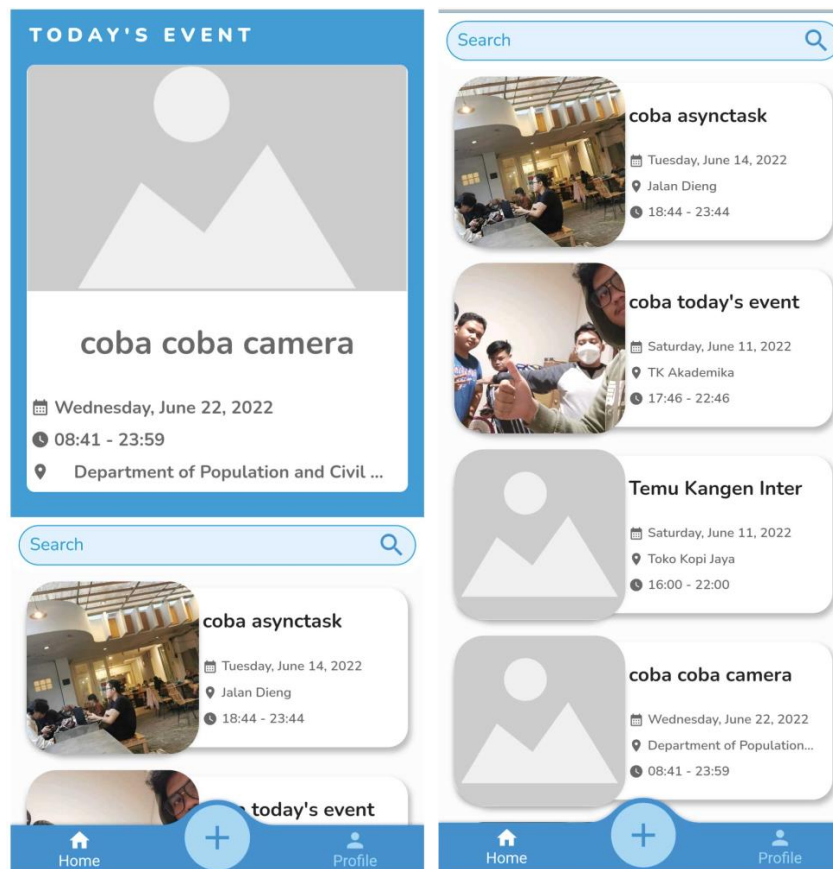 TODAY'S EVENT
coba coba camera
Wednesday, June 22, 2022
08:41 - 23:59
Department of Population and Civil ...
Search
coba asynctask
Tuesday, June 14, 2022
Jalan Dieng
18:44 - 23:44
today's event
Home
+
Profile
Search
coba asynctask
Tuesday, June 14, 2022
Jalan Dieng
18:44 - 23:44
coba today's event
Saturday, June 11, 2022
TK Akademika
17:46 - 22:46
Temu Kangen Inter
Saturday, June 11, 2022
Toko Kopi Jaya
16:00 - 22:00
coba coba camera
Wednesday, June 22, 2022
Department of Population...
08:41 - 23:59
Home
+
Profile